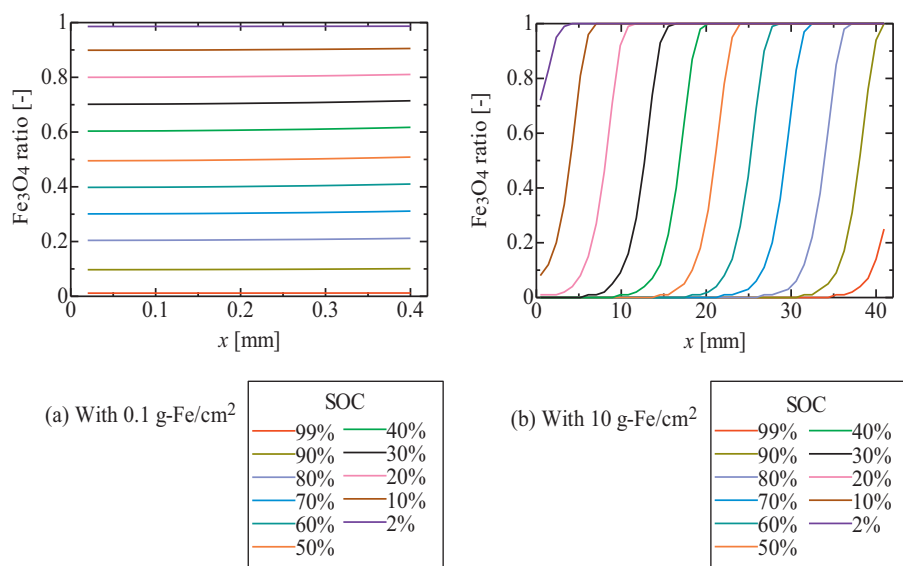 Fe3O4 ratio [-]
1
0.8
0.6
0.4
0.2
0
0 0.1 0.2 0.3 0.4
x [mm]
Fe3O4 ratio [-]
1
0.8
0.6
0.4
0.2
0
0 10 20 30 40
x [mm]
(a) With 0.1 g-Fe/cm2
SOC
99% 40%
90% 30%
80% 20%
70% 10%
60% 2%
50%
(b) With 10 g-Fe/cm2
SOC
99% 40%
90% 30%
80% 20%
70% 10%
60% 2%
50%